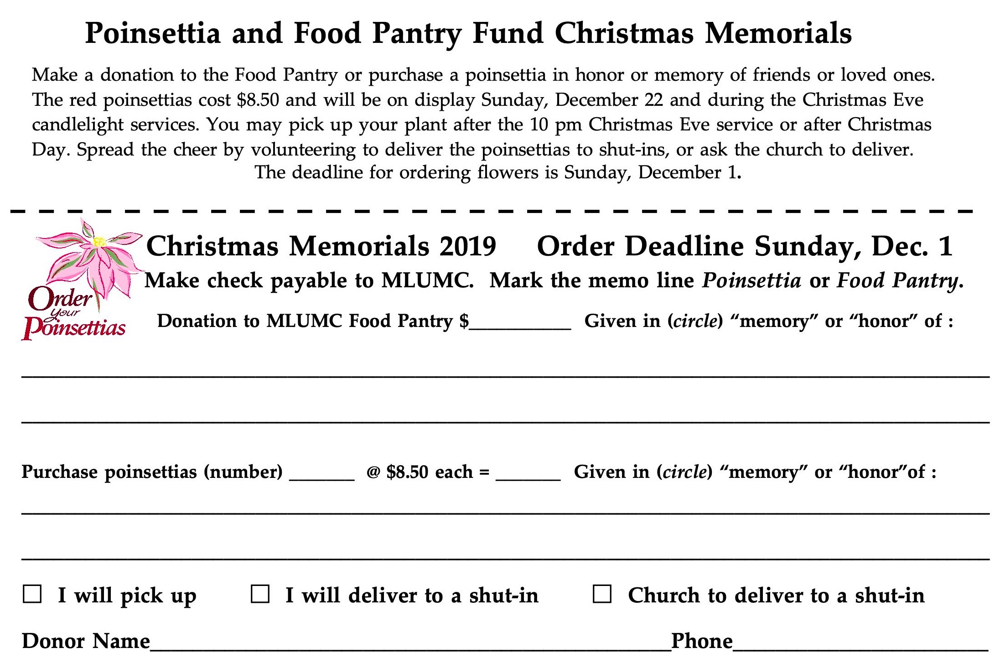 Poinsettia and Food Pantry Fund Christmas Memorials
Make a donation to the Food Pantry or purchase a poinsettia in honor or memory of friends or loved ones.
The red poinsettias cost $8.50 and will be on display Sunday, December 22 and during the Christmas Eve
candlelight services. You may pick up your plant after the 10 pm Christmas Eve service or after Christmas
Day. Spread the cheer by volunteering to deliver the poinsettias to shut-ins, or ask the church to deliver.
The deadline for ordering flowers is Sunday, December 1.
Christmas Memorials 2019 Order Deadline Sunday, Dec. 1
Make check payable to MLUMC. Mark the memo line Poinsettia or Food Pantry.
Order
your
Poinsettias
Donation to MLUMC Food Pantry $___________ Given in (circle) “memory” or “honor” of :
Purchase poinsettias (number) _______ @ $8.50 each = _______ Given in (circle) “memory” or “honor”of :
☐ I will pick up ☐ I will deliver to a shut-in ☐ Church to deliver to a shut-in
Donor Name____________________Phone____________________